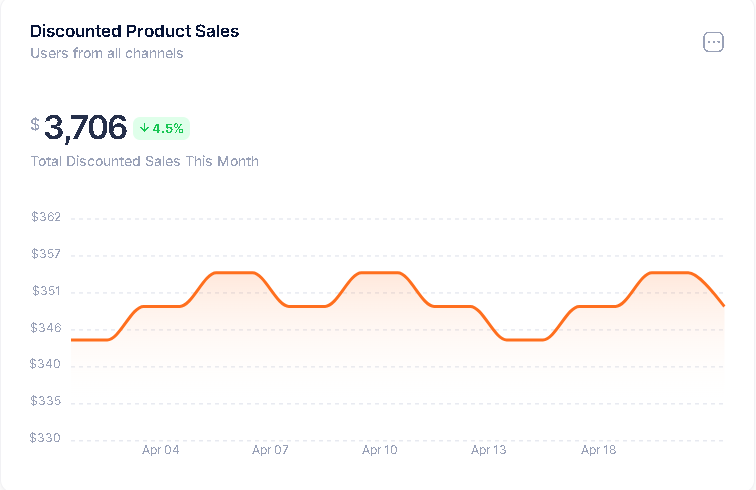 Discounted Product Sales
Users from all channels
$ 3,706 ↓ 4.5%
Total Discounted Sales This Month
$362
$357
$351
$346
$340
$335
$330
Apr 04 Apr 07 Apr 10 Apr 13 Apr 18